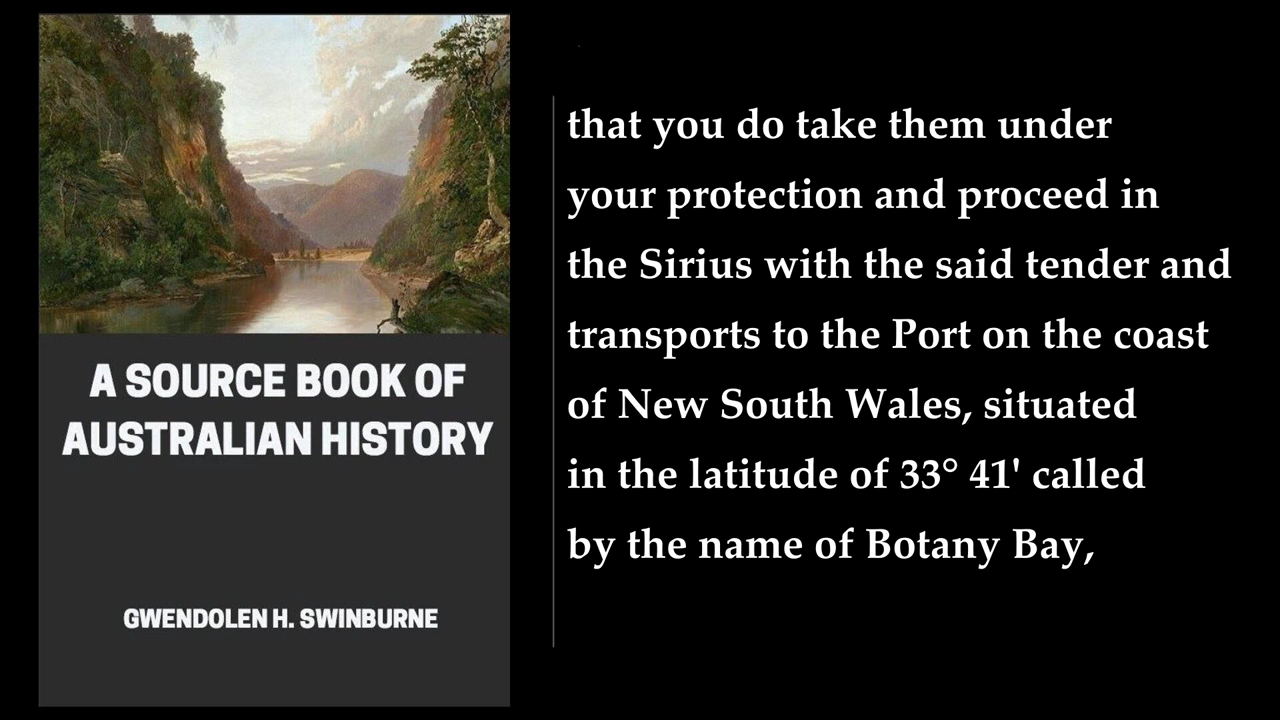 A SOURCE BOOK OF
AUSTRALIAN HISTORY
GWENDOLEN H. SWINBURNE
that you do take them under
your protection and proceed in
the Sirius with the said tender and
transports to the Port on the coast
of New South Wales, situated
in the latitude of 33° 41' called
by the name of Botany Bay,